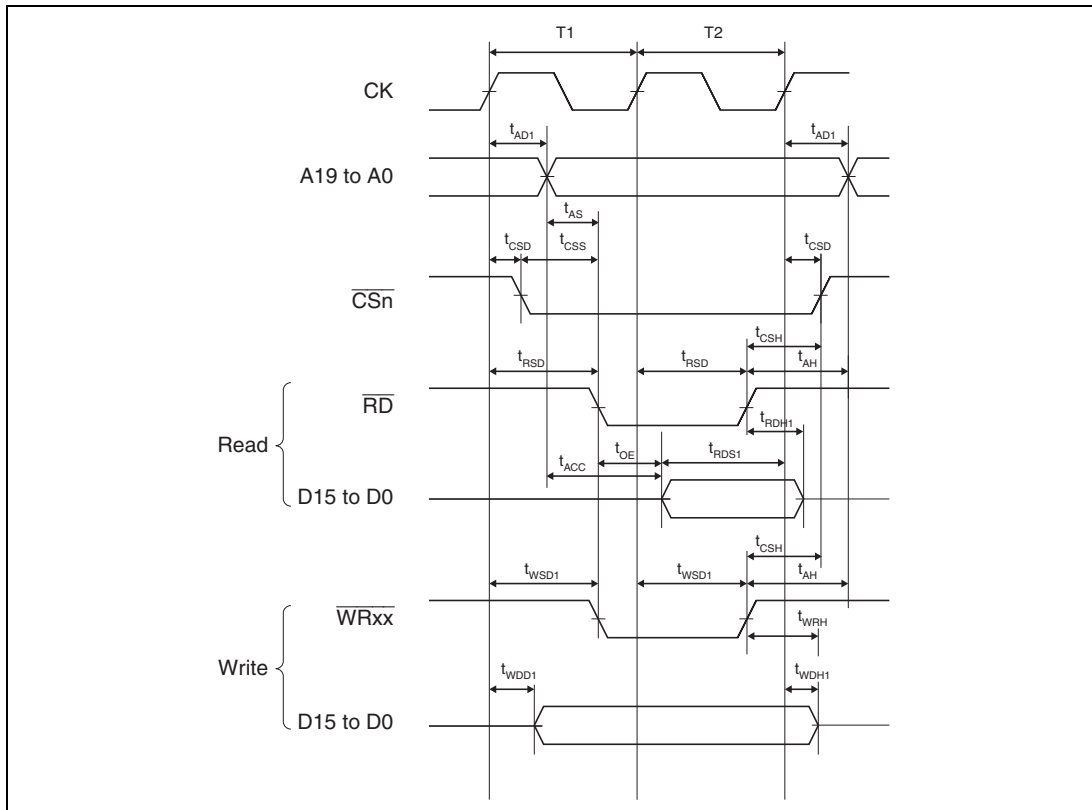 T1 T2
CK
tAD1 tAD1
A19 to A0
tAS
tCSD tCSS tCSD
CSn
tCSH
tRSD tRSD tAH
RD
tRDH1
Read
tOE tRDS1
tACC
D15 to D0
tCSH
tWSD1 tWSD1 tAH
WRxx
tWRH
Write
tWDD1 tWDH1
D15 to D0